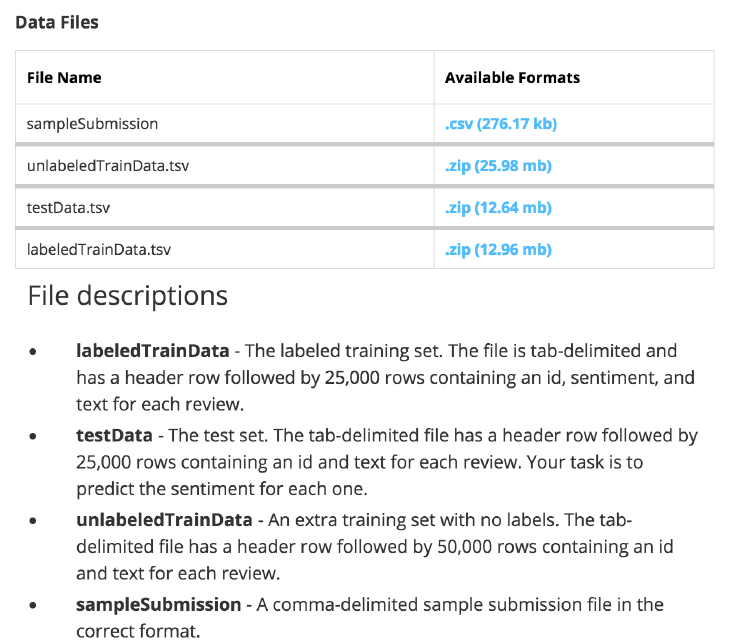 Data Files
File Name Available Formats
sampleSubmission .csv (276.17 kb)
unlabeledTrainData.tsv .zip (25.98 mb)
testData.tsv .zip (12.64 mb)
labeledTrainData.tsv .zip (12.96 mb)
File descriptions
• labeledTrainData - The labeled training set. The file is tab-delimited and
has a header row followed by 25,000 rows containing an id, sentiment, and
text for each review.
• testData - The test set. The tab-delimited file has a header row followed by
25,000 rows containing an id and text for each review. Your task is to
predict the sentiment for each one.
• unlabeledTrainData - An extra training set with no labels. The tab-
delimited file has a header row followed by 50,000 rows containing an id
and text for each review.
• sampleSubmission - A comma-delimited sample submission file in the
correct format.